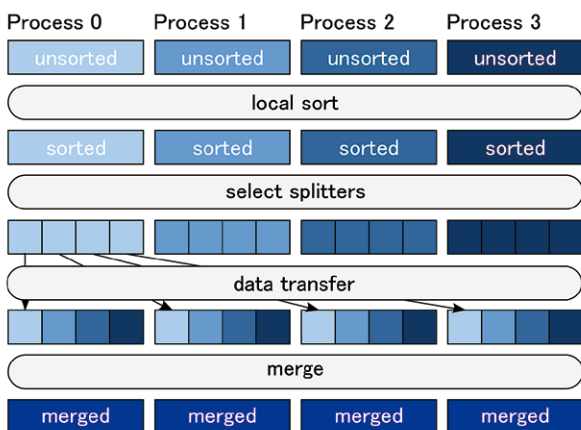 Process 0 Process 1 Process 2 Process 3
unsorted unsorted unsorted unsorted
local sort
sorted sorted sorted sorted
select splitters
data transfer
merge
merged merged merged merged